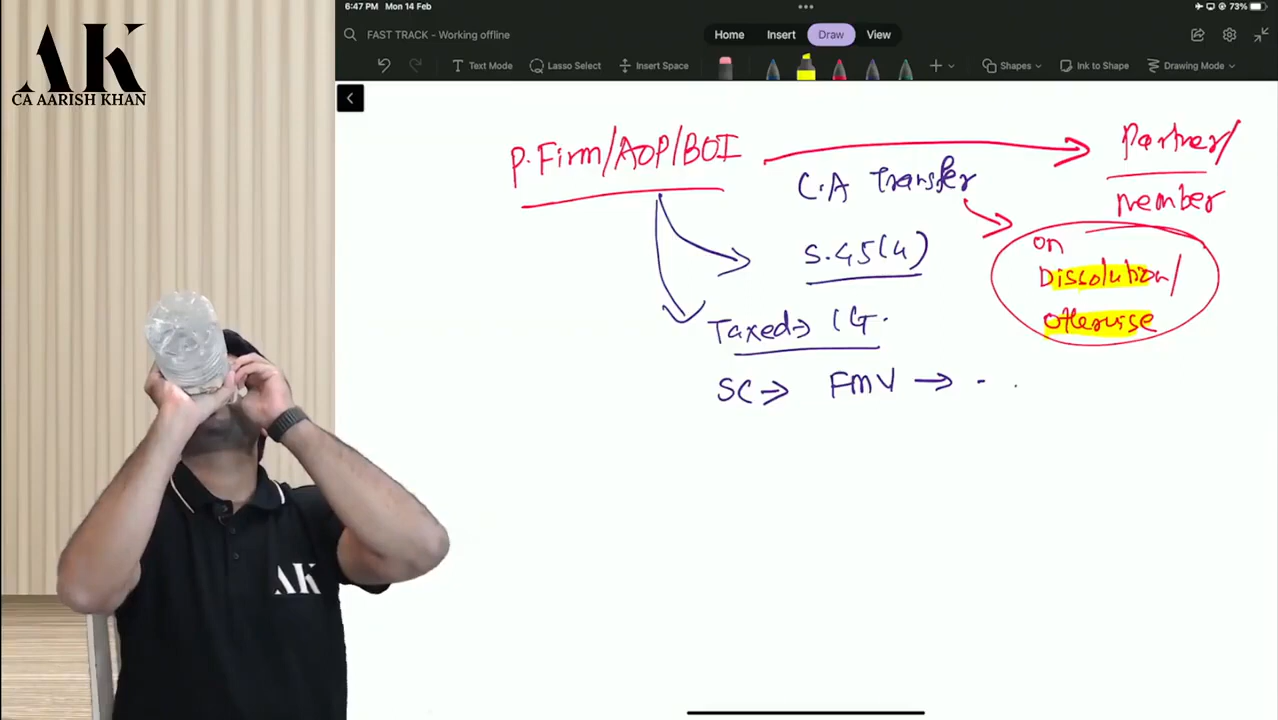 6:47 PM Mon 14 Feb
73%
FAST TRACK - Working offline
Home Insert Draw View
Text Mode Lasso Select Insert Space Shapes Ink to Shape Drawing Mode
AK
CA AARISH KHAN
P.Firm/AOP/BOI
Partner/
member
C.A Transfer
S.45(4)
on
Dissolution/
otherwise
Taxed⇒ CG.
SC⇒ FMV → - .
AK